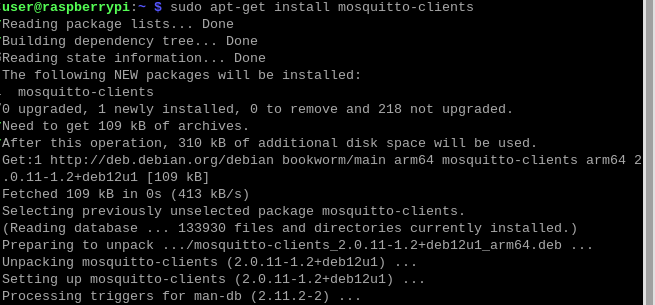 user@raspberrypi:~ $ sudo apt-get install mosquitto-clients
Reading package lists... Done
Building dependency tree... Done
Reading state information... Done
The following NEW packages will be installed:
  mosquitto-clients
0 upgraded, 1 newly installed, 0 to remove and 218 not upgraded.
Need to get 109 kB of archives.
After this operation, 310 kB of additional disk space will be used.
Get:1 http://deb.debian.org/debian bookworm/main arm64 mosquitto-clients arm64 2
.0.11-1.2+deb12u1 [109 kB]
Fetched 109 kB in 0s (413 kB/s)
Selecting previously unselected package mosquitto-clients.
(Reading database ... 133930 files and directories currently installed.)
Preparing to unpack .../mosquitto-clients_2.0.11-1.2+deb12u1_arm64.deb ...
Unpacking mosquitto-clients (2.0.11-1.2+deb12u1) ...
Setting up mosquitto-clients (2.0.11-1.2+deb12u1) ...
Processing triggers for man-db (2.11.2-2) ...